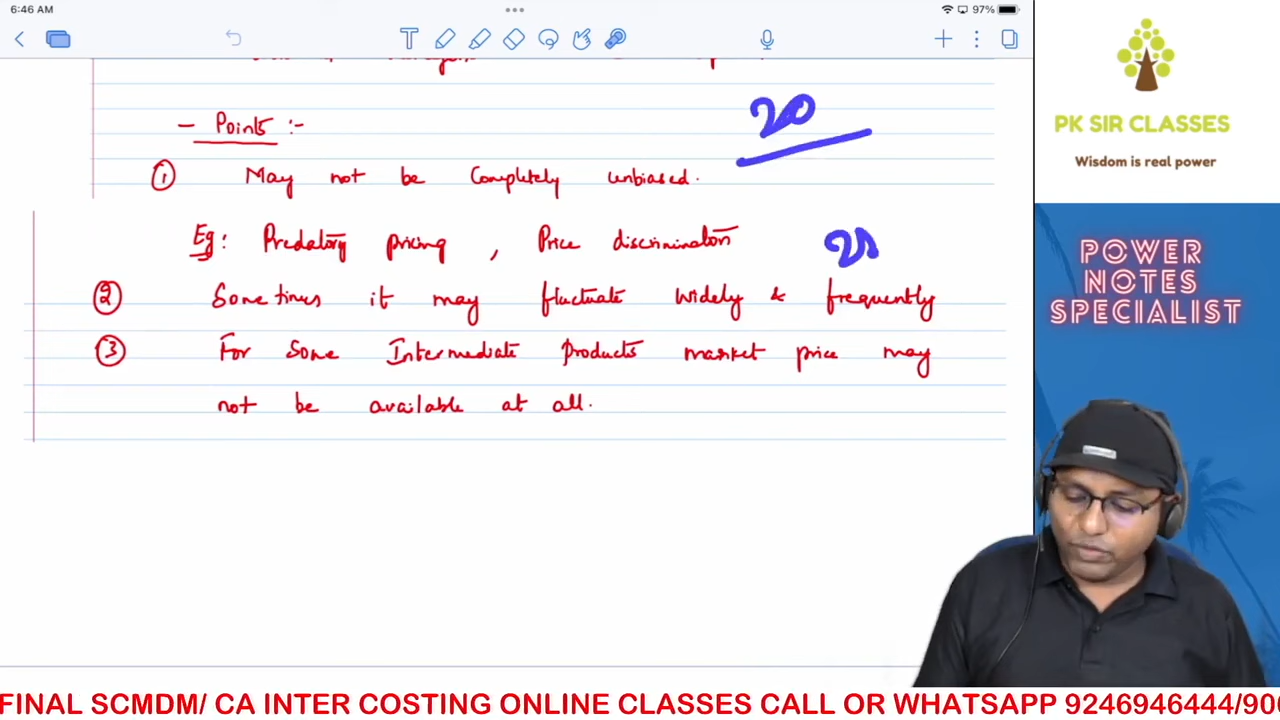 6:46 AM
97%
T
20
- Points :-
① May not be Completely unbiased.
Eg: Predatory pricing, Price discrimination
② Sometimes it may fluctuate widely & frequently
③ For Some Intermediate Products market price may
not be available at all.
PK SIR CLASSES
Wisdom is real power
POWER
NOTES
SPECIALIST
FINAL SCMDM/ CA INTER COSTING ONLINE CLASSES CALL OR WHATSAPP 9246946444/90